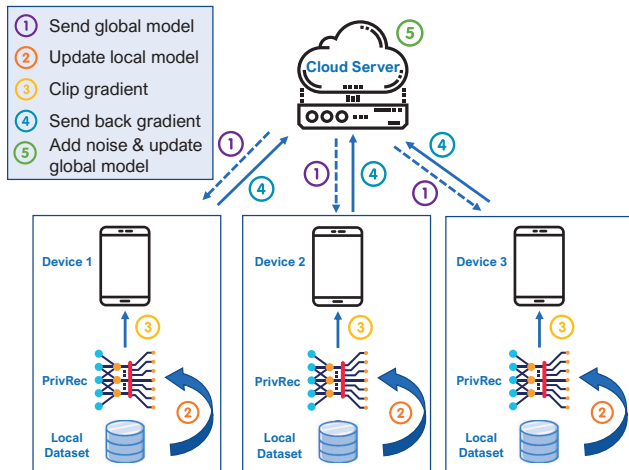 1 Send global model
2 Update local model
3 Clip gradient
4 Send back gradient
5 Add noise & update
global model
5
Cloud Server
1
4
1
4
4
1
Device 1
Device 2
Device 3
3
3
3
PrivRec
PrivRec
PrivRec
2
2
2
Local
Dataset
Local
Dataset
Local
Dataset